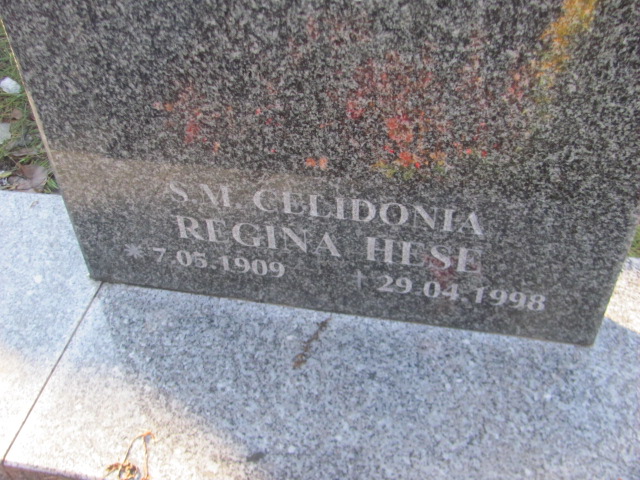 S.M. CELIDONIA
REGINA HESE
* 7.05.1909 † 29.04.1998